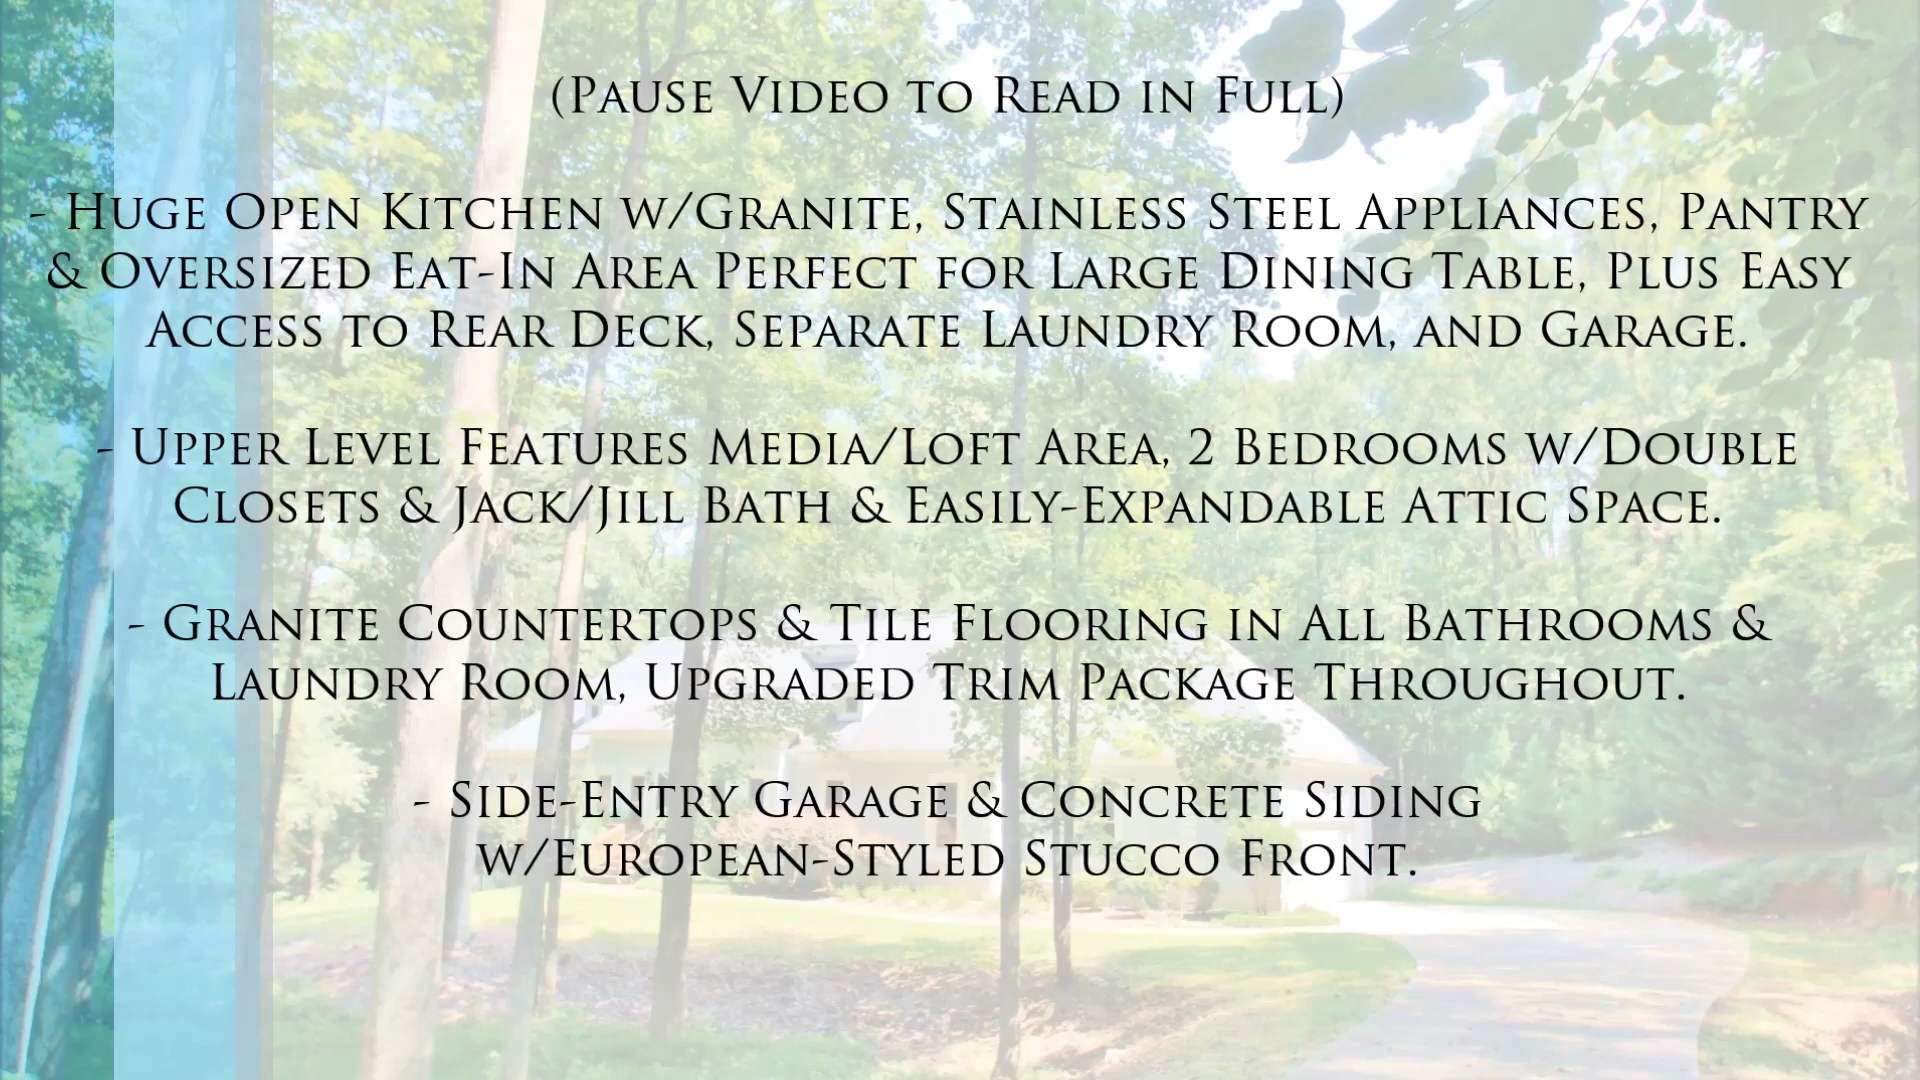 (Pause Video to Read in Full)
- Huge Open Kitchen w/Granite, Stainless Steel Appliances, Pantry
& Oversized Eat-In Area Perfect for Large Dining Table, Plus Easy
Access to Rear Deck, Separate Laundry Room, and Garage.
- Upper Level Features Media/Loft Area, 2 Bedrooms w/Double
Closets & Jack/Jill Bath & Easily-Expandable Attic Space.
- Granite Countertops & Tile Flooring in All Bathrooms &
Laundry Room, Upgraded Trim Package Throughout.
- Side-Entry Garage & Concrete Siding
w/European-Styled Stucco Front.